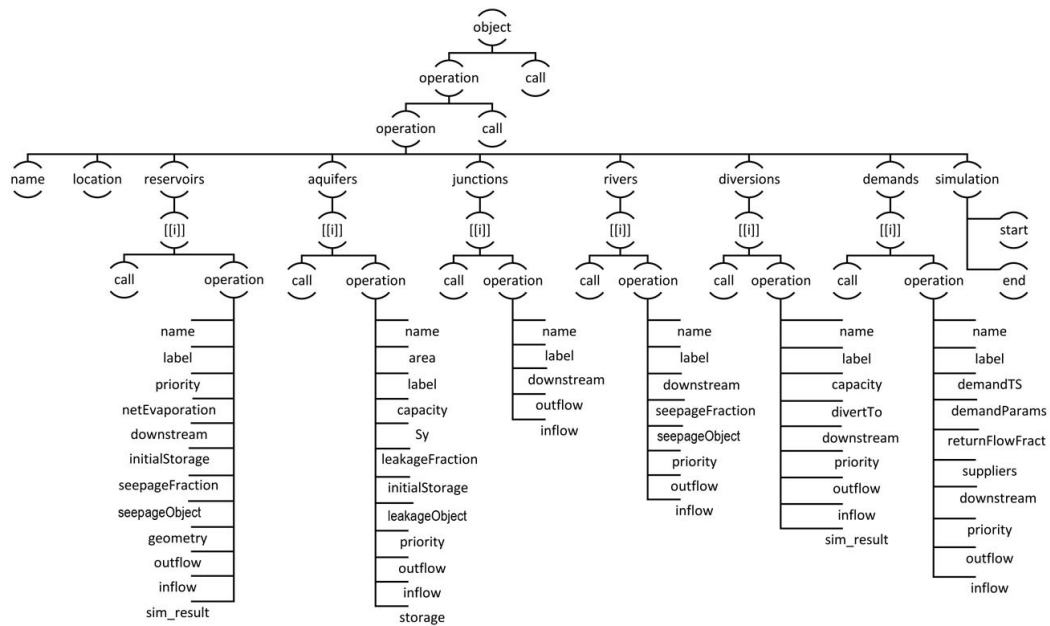 object
operation call
operation call
name location reservoirs aquifers junctions rivers diversions demands simulation
[[i]] [[i]] [[i]] [[i]] [[i]] [[i]] start
call operation call operation call operation call operation call operation call operation end
name
label
priority
netEvaporation
downstream
initialStorage
seepageFraction
seepageObject
geometry
outflow
inflow
sim_result
name
area
label
capacity
Sy
leakageFraction
initialStorage
leakageObject
priority
outflow
inflow
storage
name
label
downstream
outflow
inflow
name
label
downstream
seepageFraction
seepageObject
priority
outflow
inflow
name
label
capacity
divertTo
downstream
priority
outflow
inflow
sim_result
name
label
demandTS
demandParams
returnFlowFract
suppliers
downstream
priority
outflow
inflow